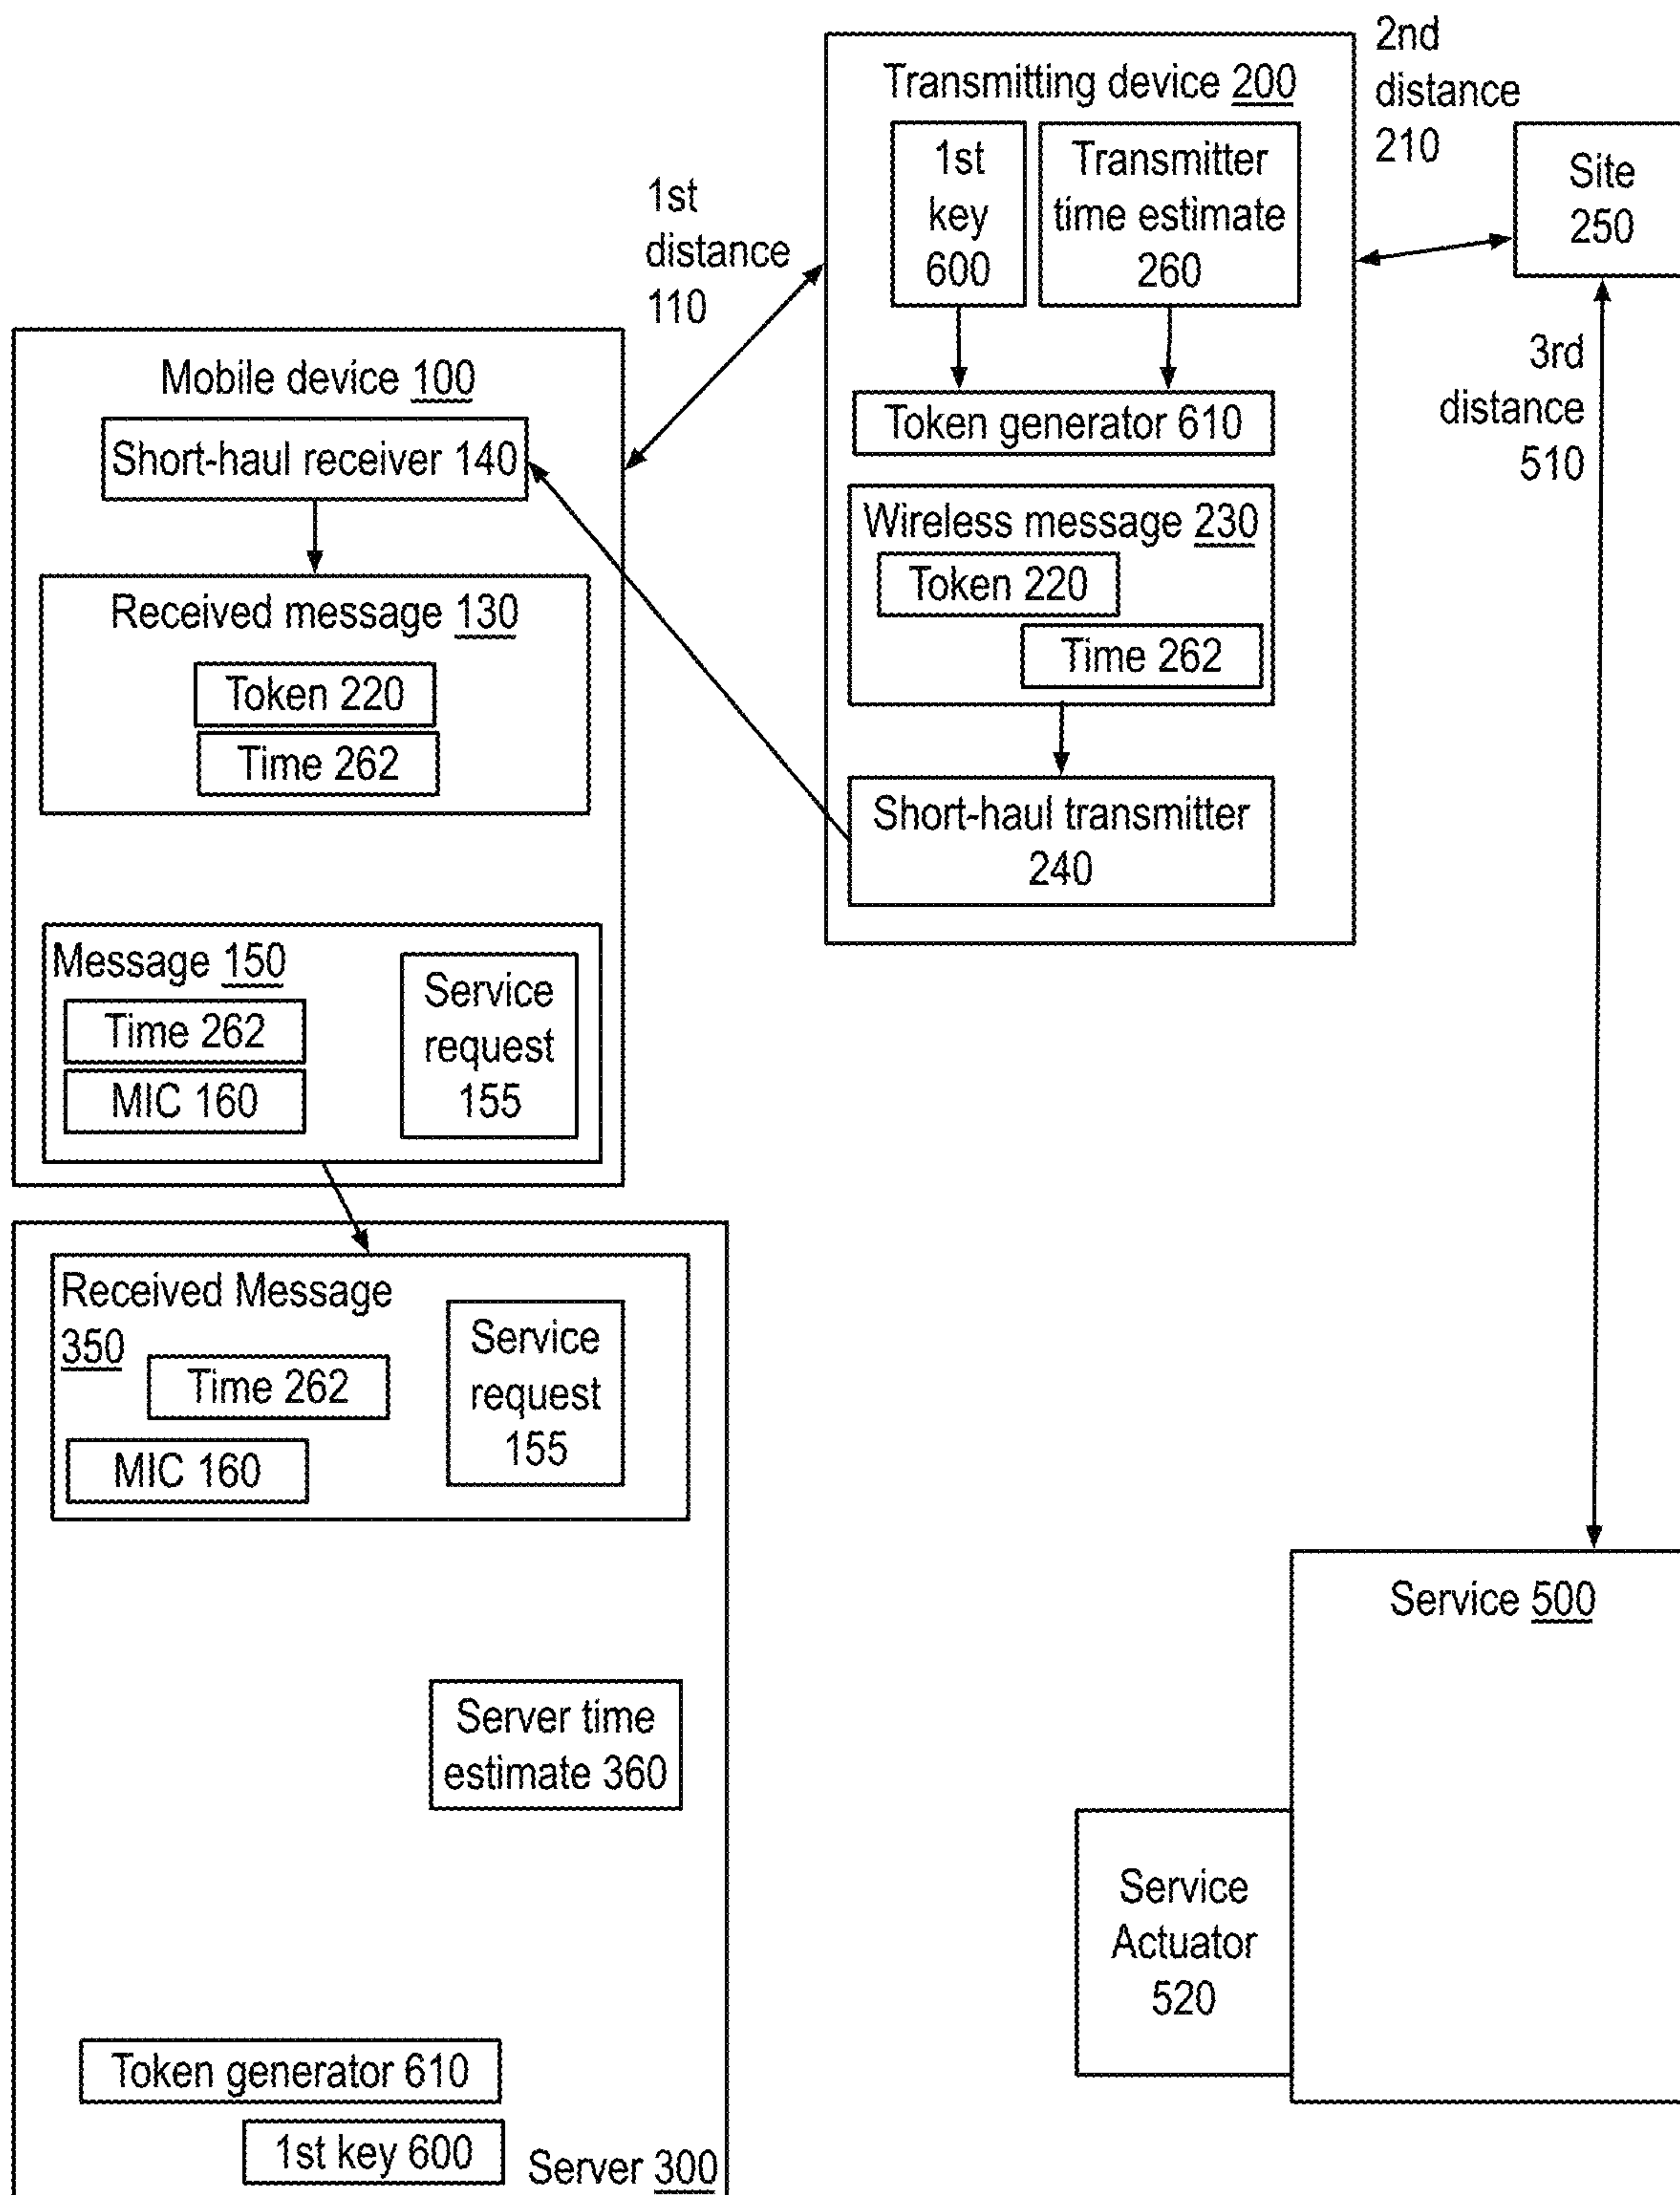 2nd
distance
210
Transmitting device 200
1st
key
600
Transmitter
time estimate
260
Site
250
1st
distance
110
3rd
distance
510
Token generator 610
Wireless message 230
Token 220
Time 262
Short-haul transmitter
240
Mobile device 100
Short-haul receiver 140
Received message 130
Token 220
Time 262
Message 150
Time 262
MIC 160
Service
request
155
Received Message
350
Time 262
MIC 160
Service
request
155
Server time
estimate 360
Token generator 610
1st key 600
Server 300
Service 500
Service
Actuator
520